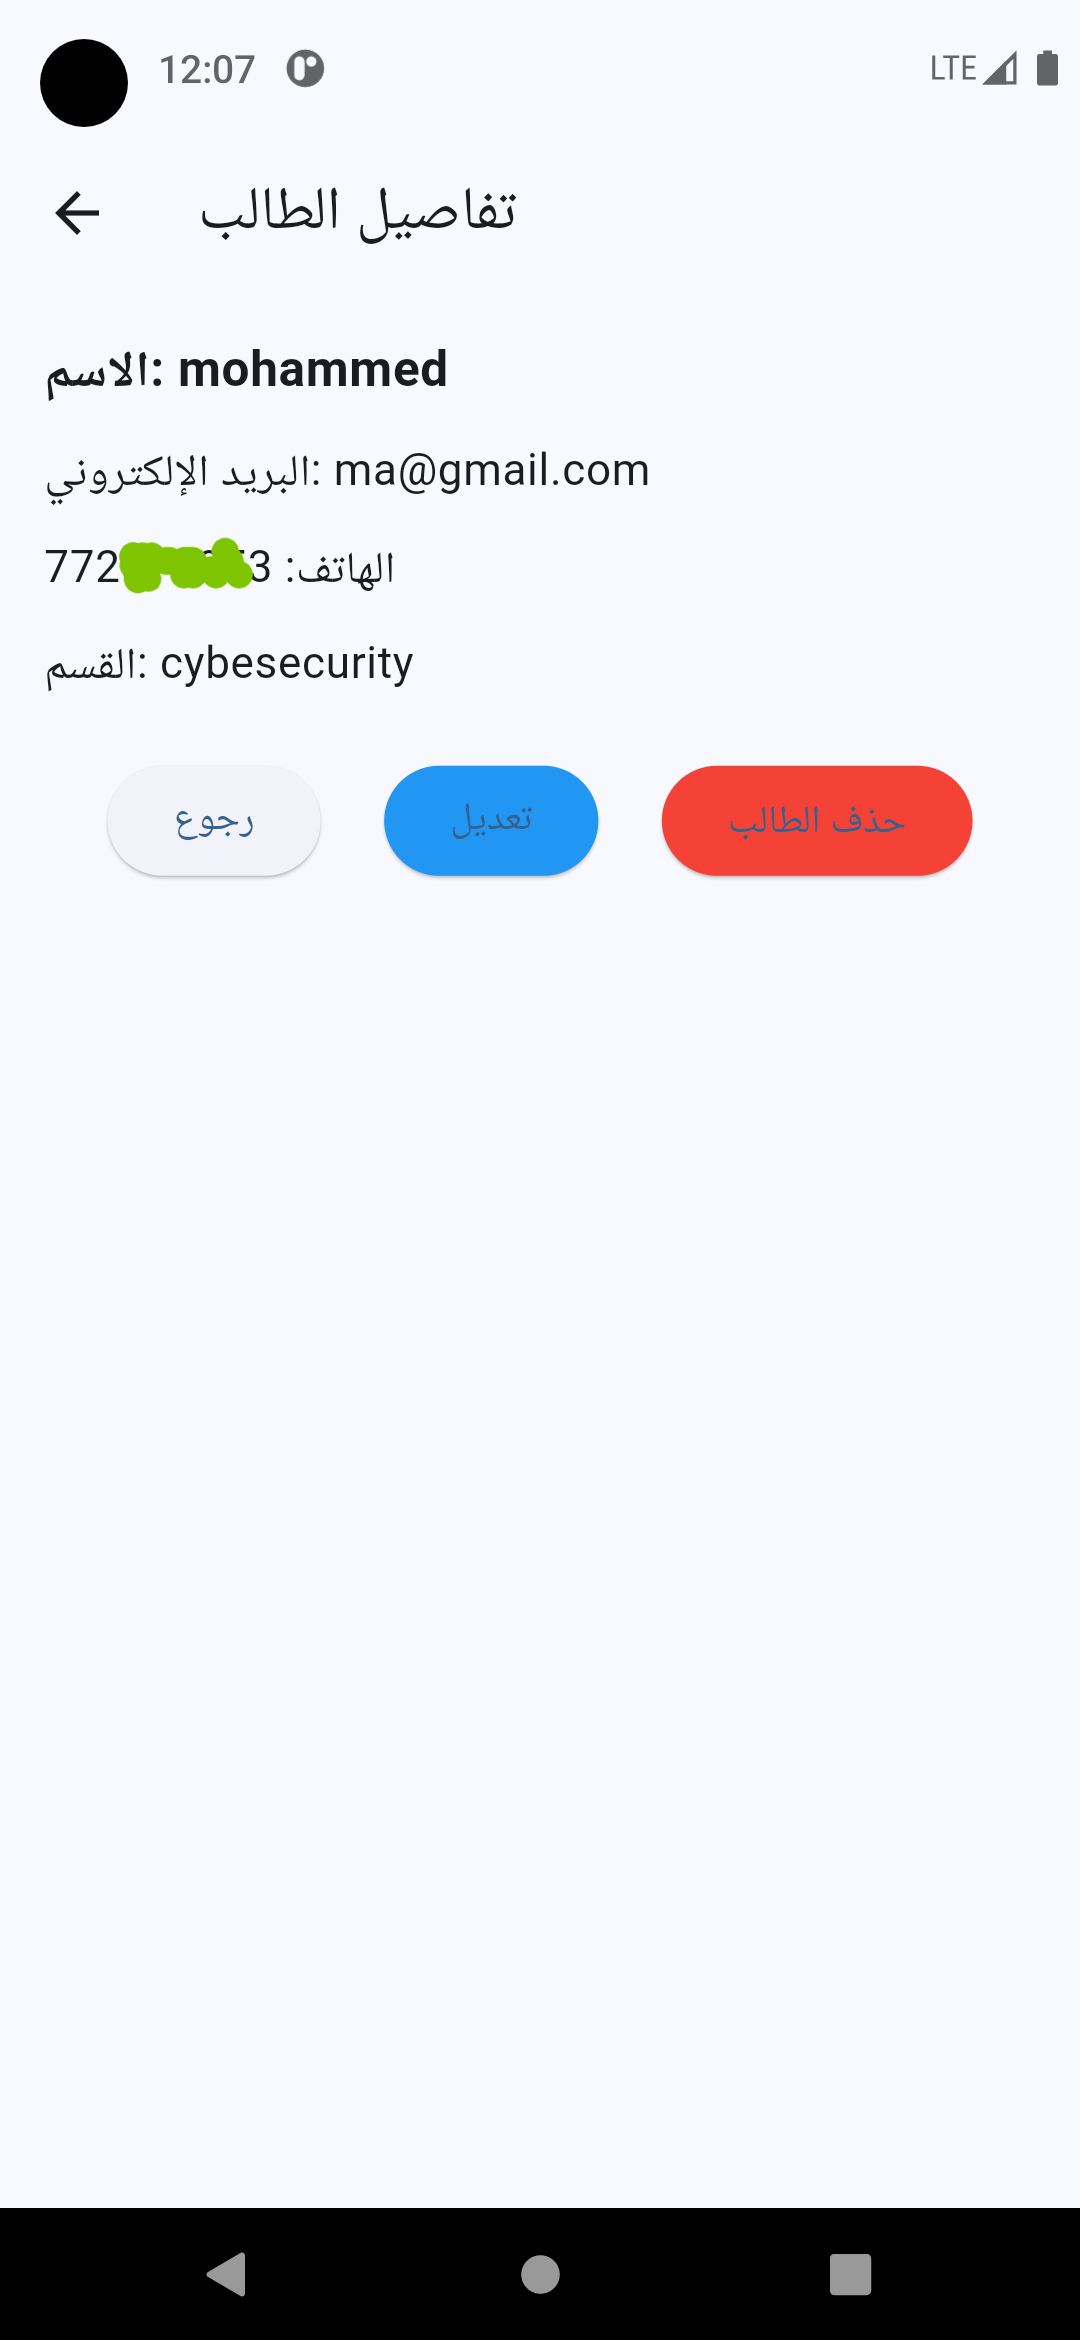 12:07 LTE
تفاصيل الطالب
الاسم: mohammed
البريد الإلكتروني: ma@gmail.com
الهاتف: 772 3
القسم: cybesecurity
رجوع
تعديل
حذف الطالب